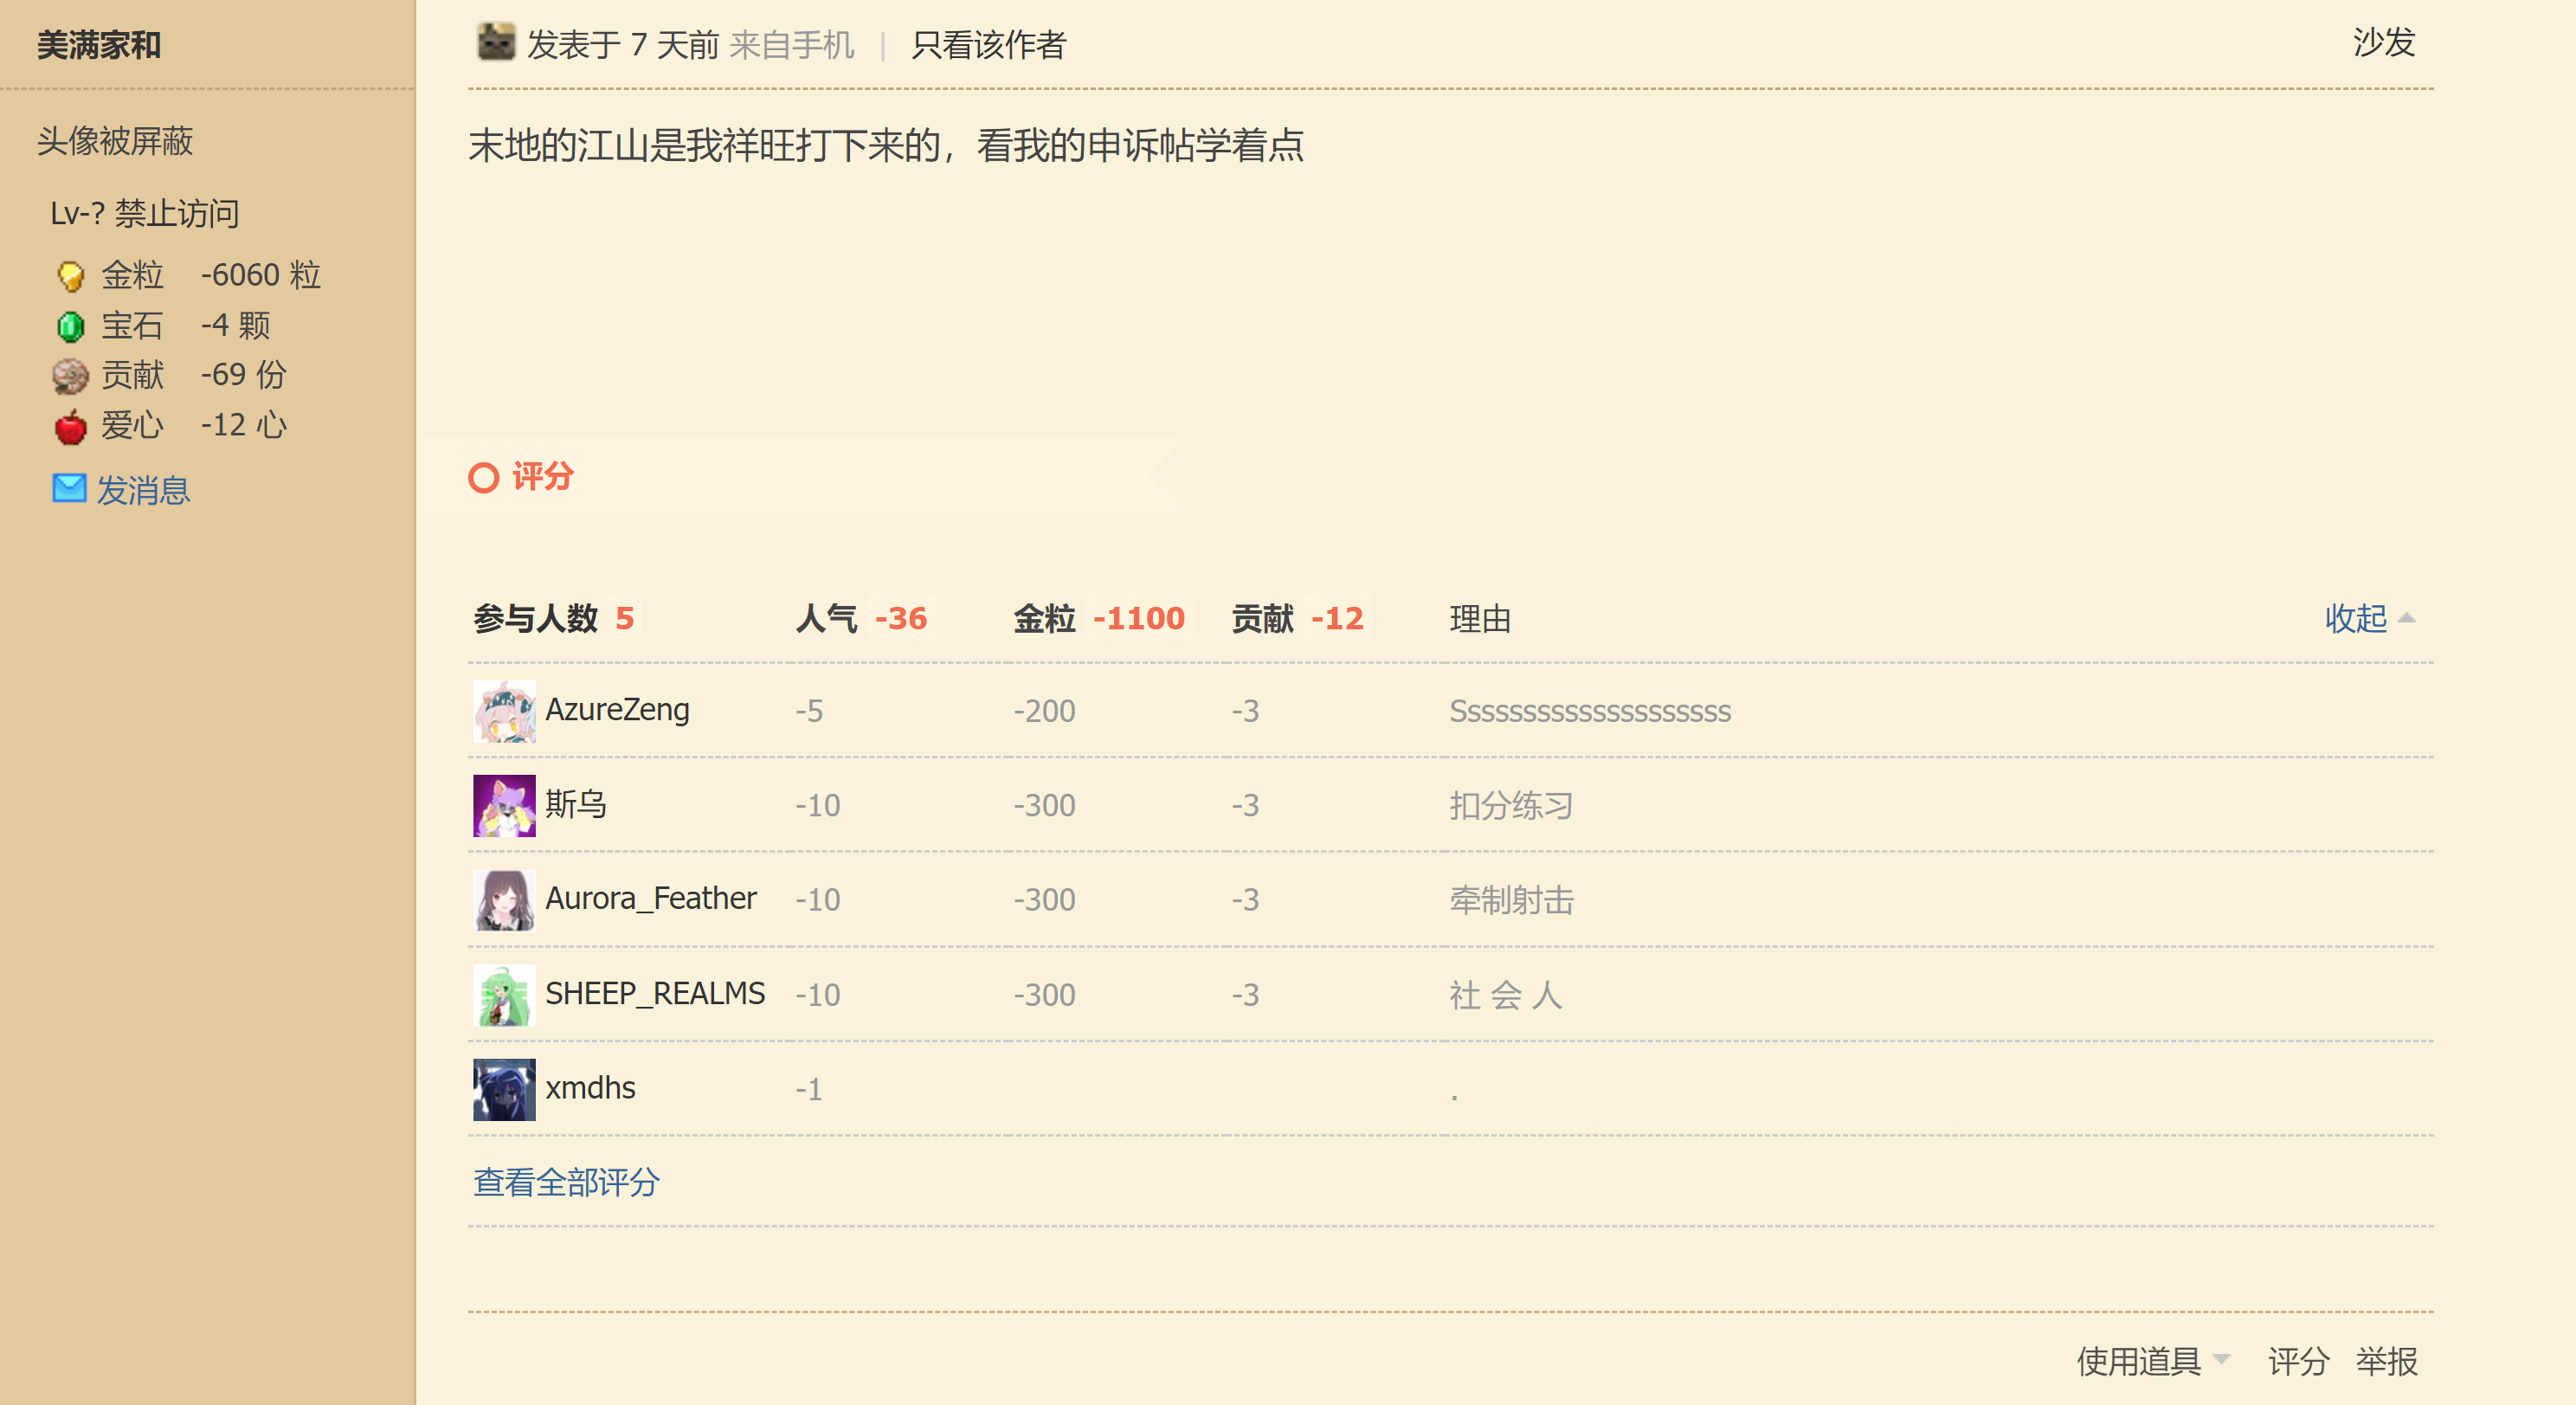 美满家和
头像被屏蔽
Lv-? 禁止访问
金粒 -6060 粒
宝石 -4 颗
贡献 -69 份
爱心 -12 心
发消息
发表于 7 天前 来自手机 | 只看该作者
沙发
末地的江山是我祥旺打下来的，看我的申诉帖学着点
评分
参与人数 5 人气 -36 金粒 -1100 贡献 -12 理由 收起
AzureZeng -5 -200 -3 Ssssssssssssssssssss
斯乌 -10 -300 -3 扣分练习
Aurora_Feather -10 -300 -3 牵制射击
SHEEP_REALMS -10 -300 -3 社 会 人
xmdhs -1 .
查看全部评分
使用道具 评分 举报